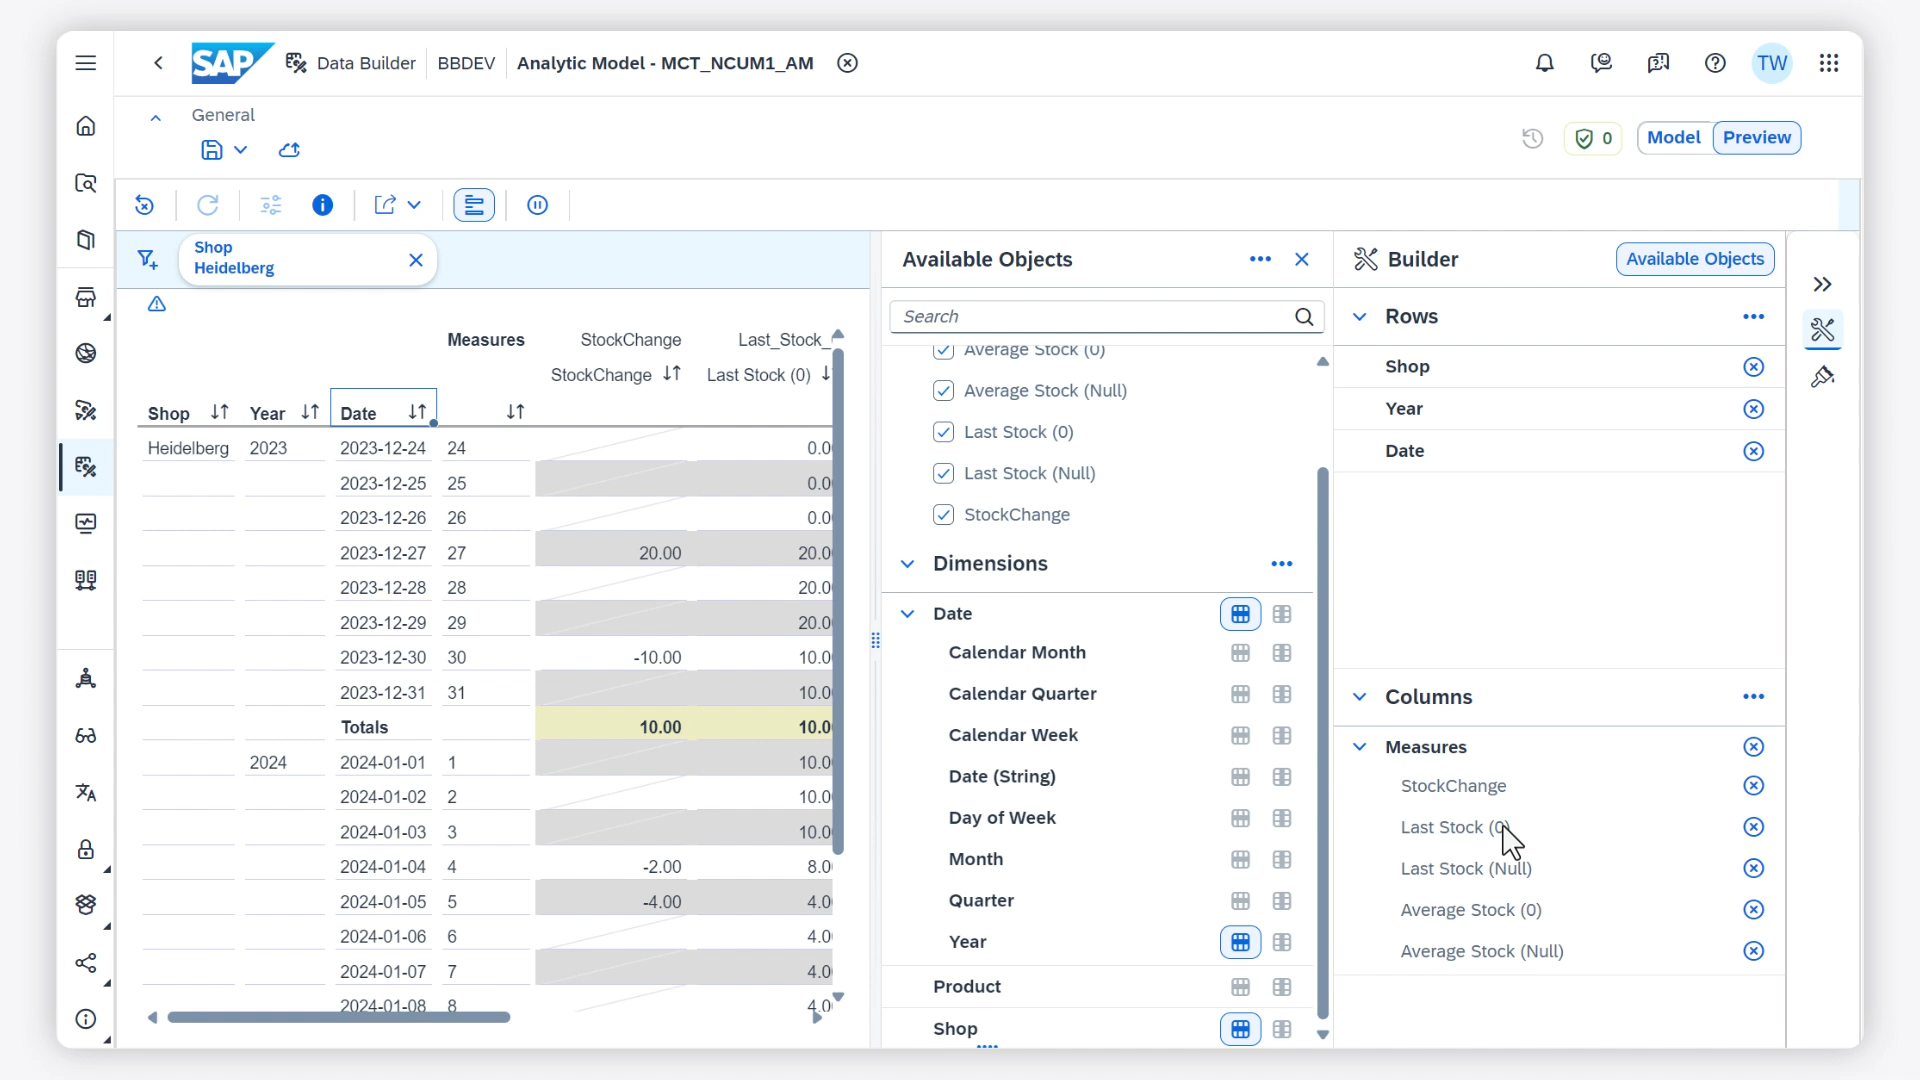 SAP Data Builder BBDEV Analytic Model - MCT_NCUM1_AM TW
General
0 Model Preview
Shop
Heidelberg
Measures StockChange Last_Stock_
StockChange Last Stock (0)
Shop Year Date
Heidelberg 2023 2023-12-24 24 0.0
2023-12-25 25 0.0
2023-12-26 26 0.0
2023-12-27 27 20.00 20.0
2023-12-28 28 20.0
2023-12-29 29 20.0
2023-12-30 30 -10.00 10.0
2023-12-31 31 10.0
Totals 10.00 10.0
2024 2024-01-01 1 10.0
2024-01-02 2 10.0
2024-01-03 3 10.0
2024-01-04 4 -2.00 8.0
2024-01-05 5 -4.00 4.0
2024-01-06 6 4.0
2024-01-07 7 4.0
2024-01-08 8 4.0
Available Objects
Search
Average Stock (0)
Average Stock (Null)
Last Stock (0)
Last Stock (Null)
StockChange
Dimensions
Date
Calendar Month
Calendar Quarter
Calendar Week
Date (String)
Day of Week
Month
Quarter
Year
Product
Shop
Builder Available Objects
Rows
Shop
Year
Date
Columns
Measures
StockChange
Last Stock (0)
Last Stock (Null)
Average Stock (0)
Average Stock (Null)